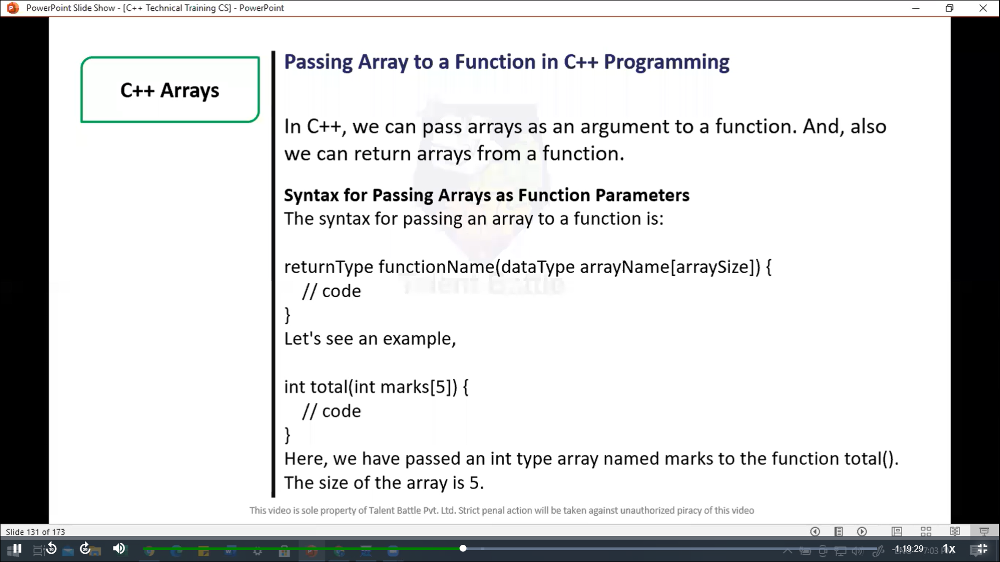 PowerPoint Slide Show - [C++ Technical Training CS] - PowerPoint
C++ Arrays
Passing Array to a Function in C++ Programming
In C++, we can pass arrays as an argument to a function. And, also
we can return arrays from a function.
Syntax for Passing Arrays as Function Parameters
The syntax for passing an array to a function is:
returnType functionName(dataType arrayName[arraySize]) {
// code
}
Let's see an example,
int total(int marks[5]) {
// code
}
Here, we have passed an int type array named marks to the function total().
The size of the array is 5.
Talent Battle
This video is sole property of Talent Battle Pvt. Ltd. Strict penal action will be taken against unauthorized piracy of this video
Slide 131 of 173
10
30
-1:19:29
1x